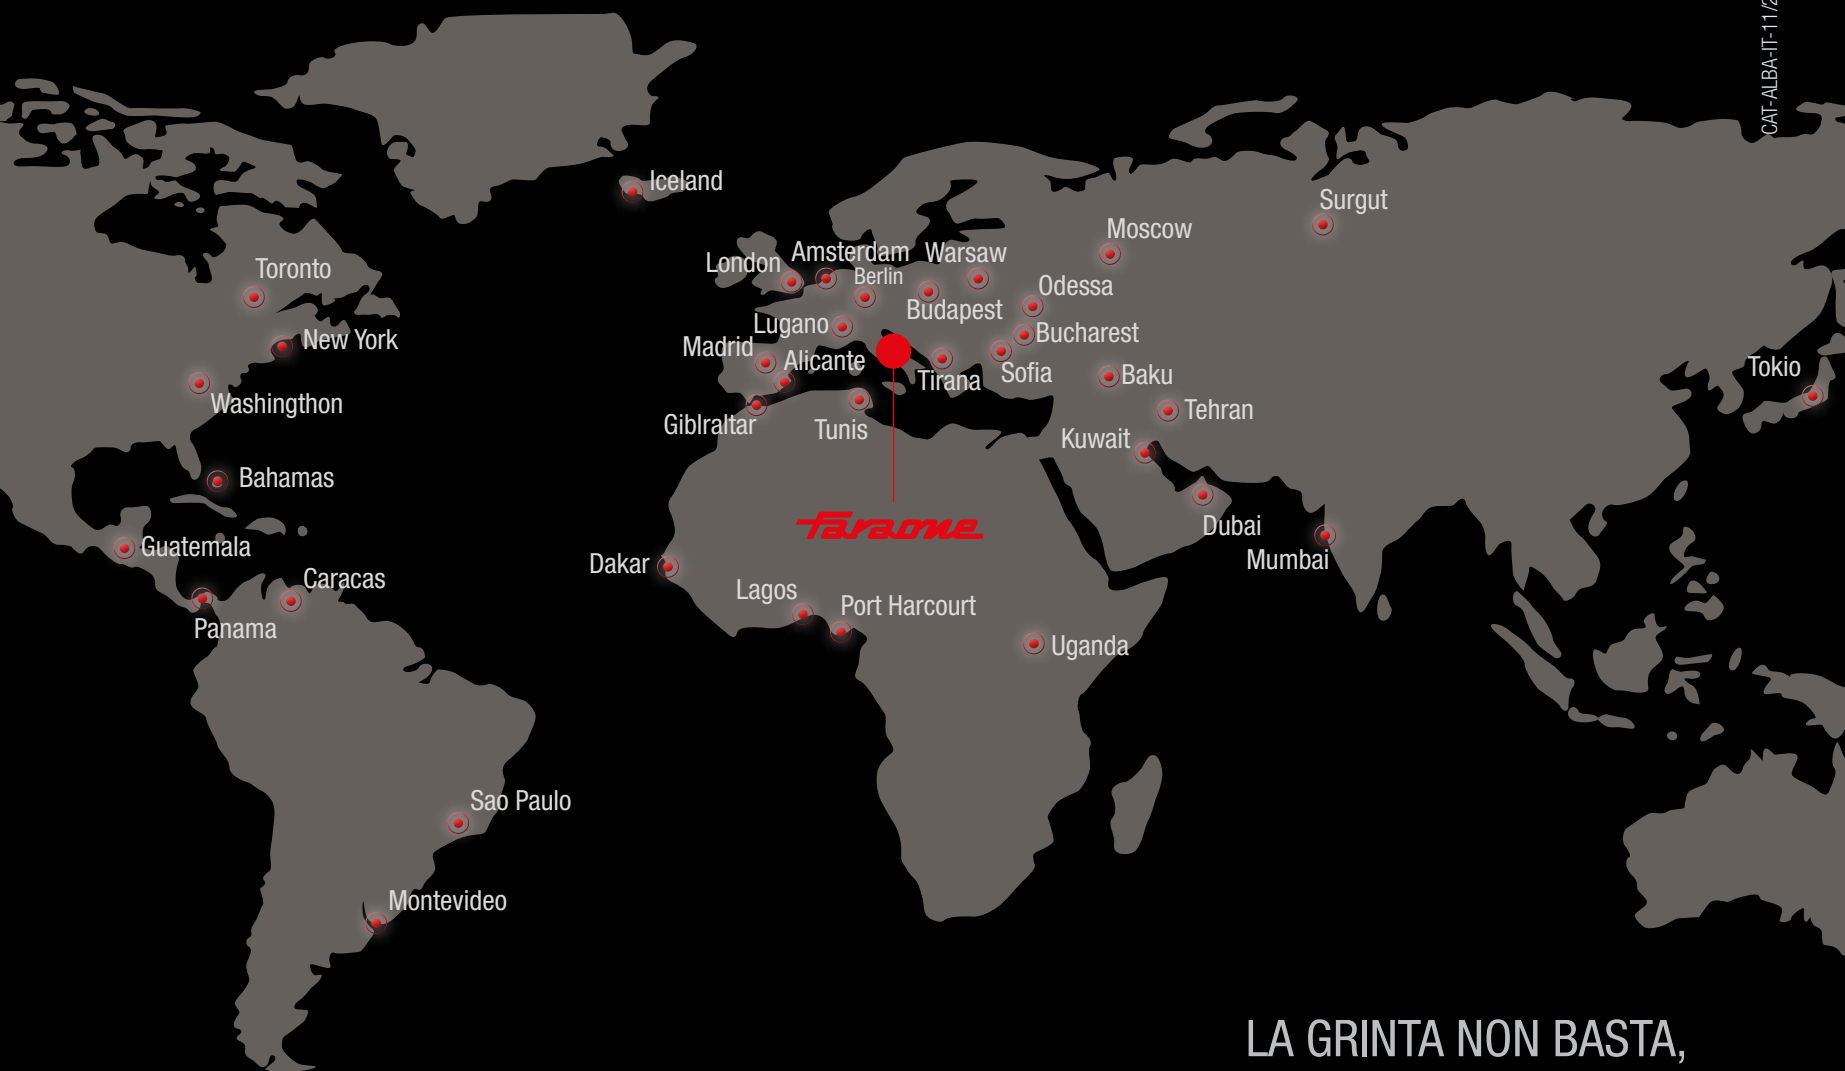 CAT-ALBA-IT-11/2
Iceland
Surgut
Moscow
Toronto
London
Amsterdam
Warsaw
Berlin
Odessa
Budapest
New York
Lugano
Bucharest
Madrid
Alicante
Tirana
Sofia
Baku
Tokio
Washingthon
Giblraltar
Tunis
Tehran
Kuwait
Bahamas
Dubai
faraone
Guatemala
Mumbai
Dakar
Caracas
Lagos
Port Harcourt
Panama
Uganda
Sao Paulo
Montevideo
LA GRINTA NON BASTA,